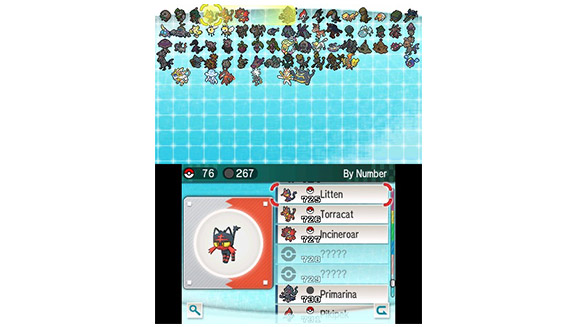 76 267 By Number
725 Litten
726 Torracat
727 Incineroar
728 ?????
729 ?????
730 Primarina